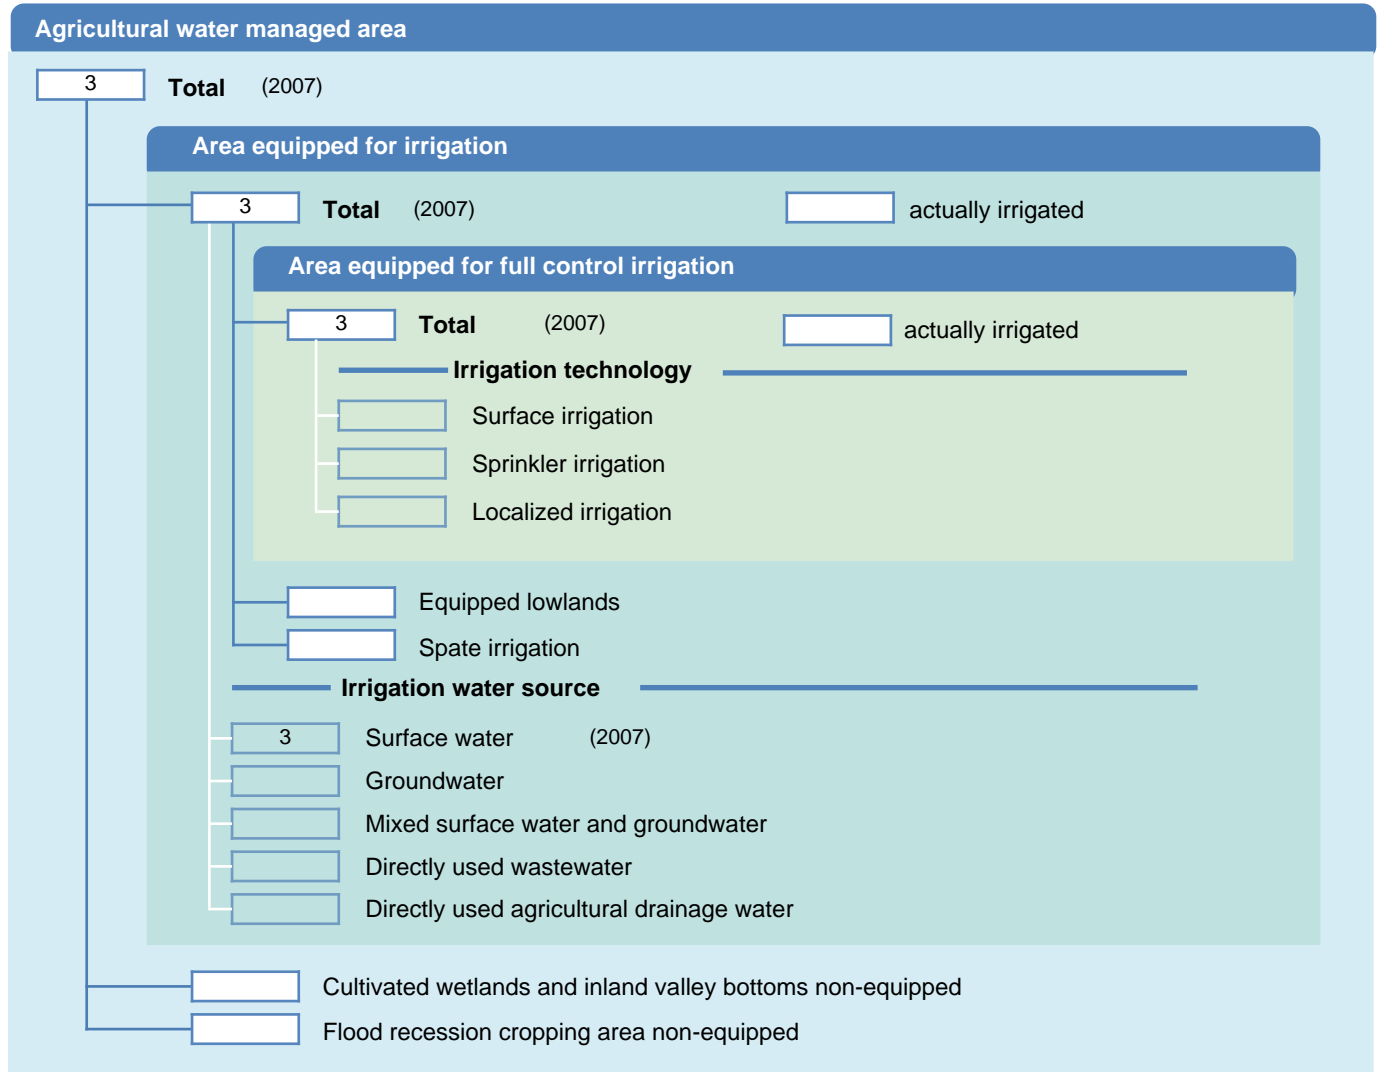 Agricultural water managed area
3 Total (2007)
Area equipped for irrigation
3 Total (2007) actually irrigated
Area equipped for full control irrigation
3 Total (2007) actually irrigated
Irrigation technology
Surface irrigation
Sprinkler irrigation
Localized irrigation
Equipped lowlands
Spate irrigation
Irrigation water source
3 Surface water (2007)
Groundwater
Mixed surface water and groundwater
Directly used wastewater
Directly used agricultural drainage water
Cultivated wetlands and inland valley bottoms non-equipped
Flood recession cropping area non-equipped